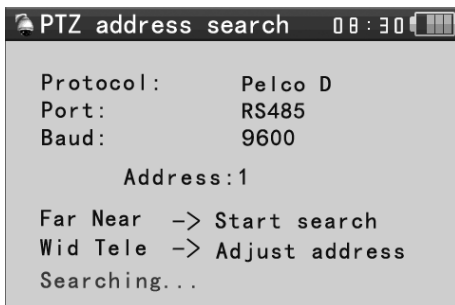 PTZ address search 08:30
Protocol: Pelco D
Port: RS485
Baud: 9600
Address:1
Far Near -> Start search
Wid Tele -> Adjust address
Searching...